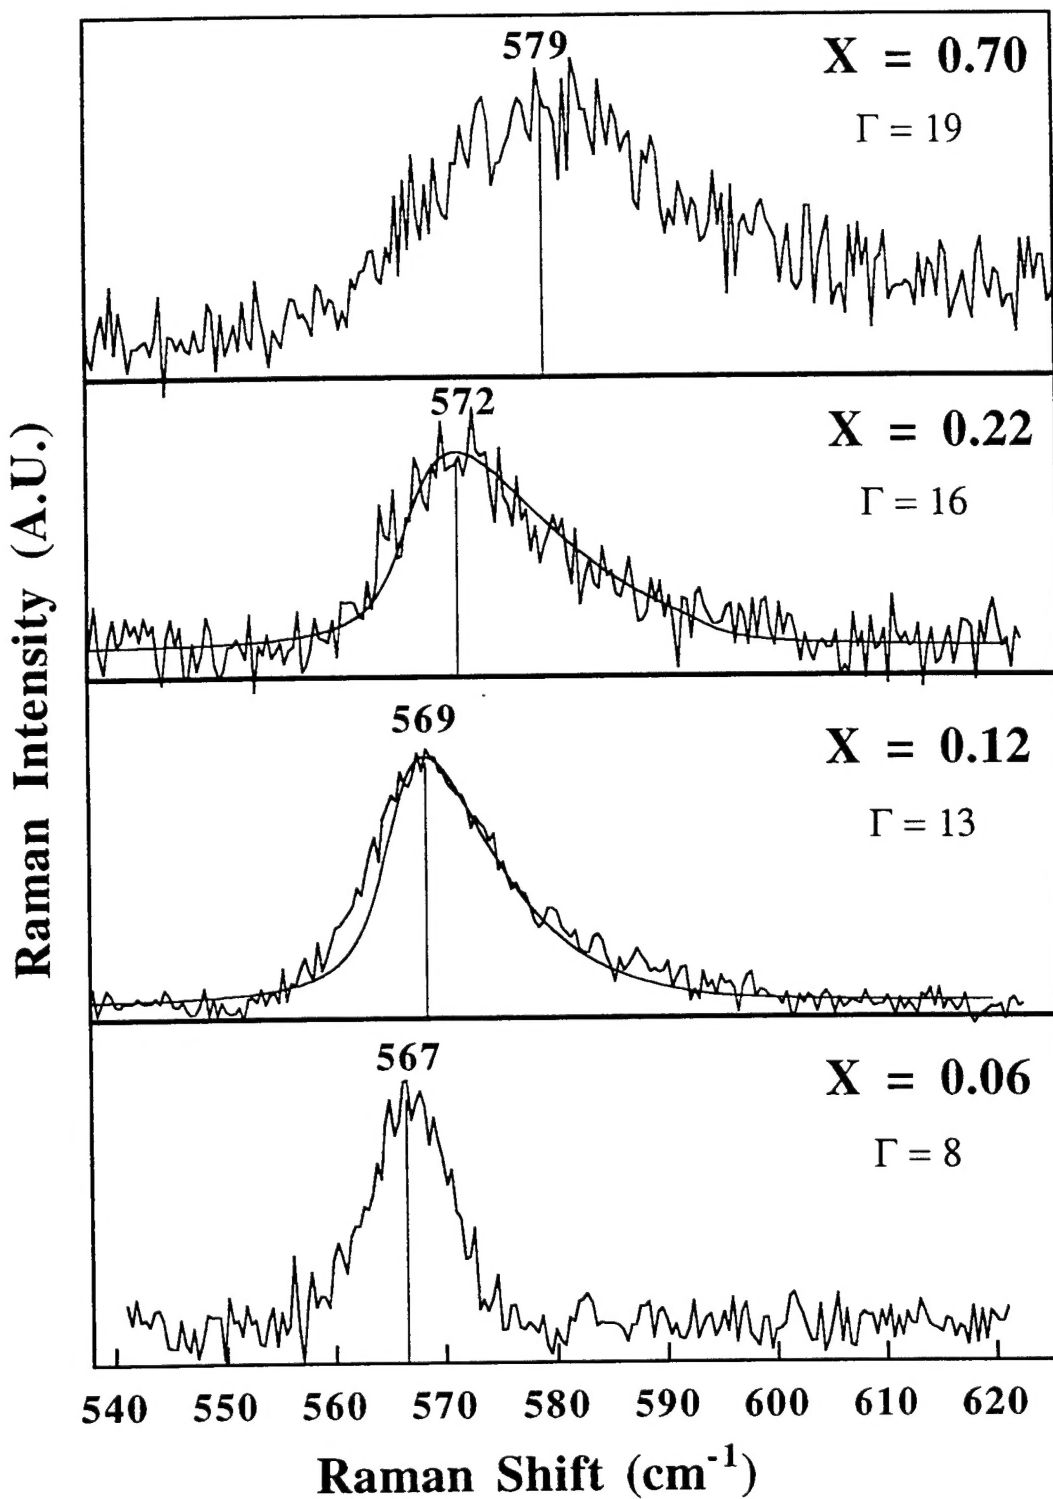 579
X = 0.70
Γ = 19
572
X = 0.22
Γ = 16
569
X = 0.12
Γ = 13
567
X = 0.06
Γ = 8
Raman Intensity (A.U.)
540 550 560 570 580 590 600 610 620
Raman Shift (cm⁻¹)